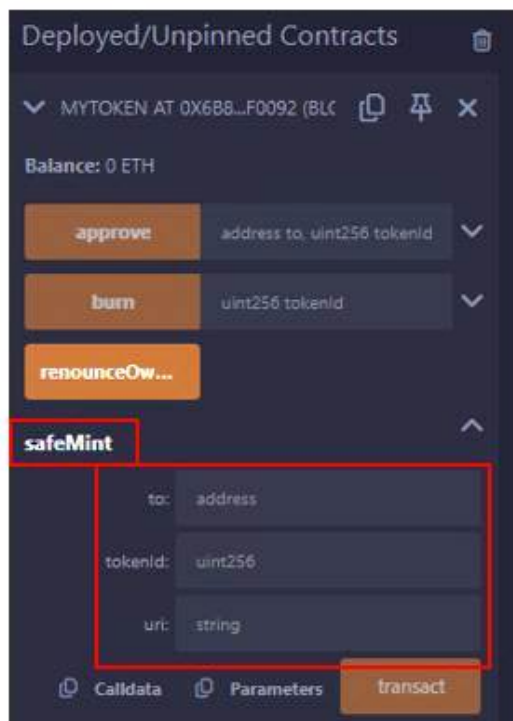 Deployed/Unpinned Contracts
MYTOKEN AT 0X6B8...F0092 (BLC
Balance: 0 ETH
approve address to, uint256 tokenId
burn uint256 tokenId
renounceOw...
safeMint
to: address
tokenId: uint256
uri: string
Calldata Parameters transact